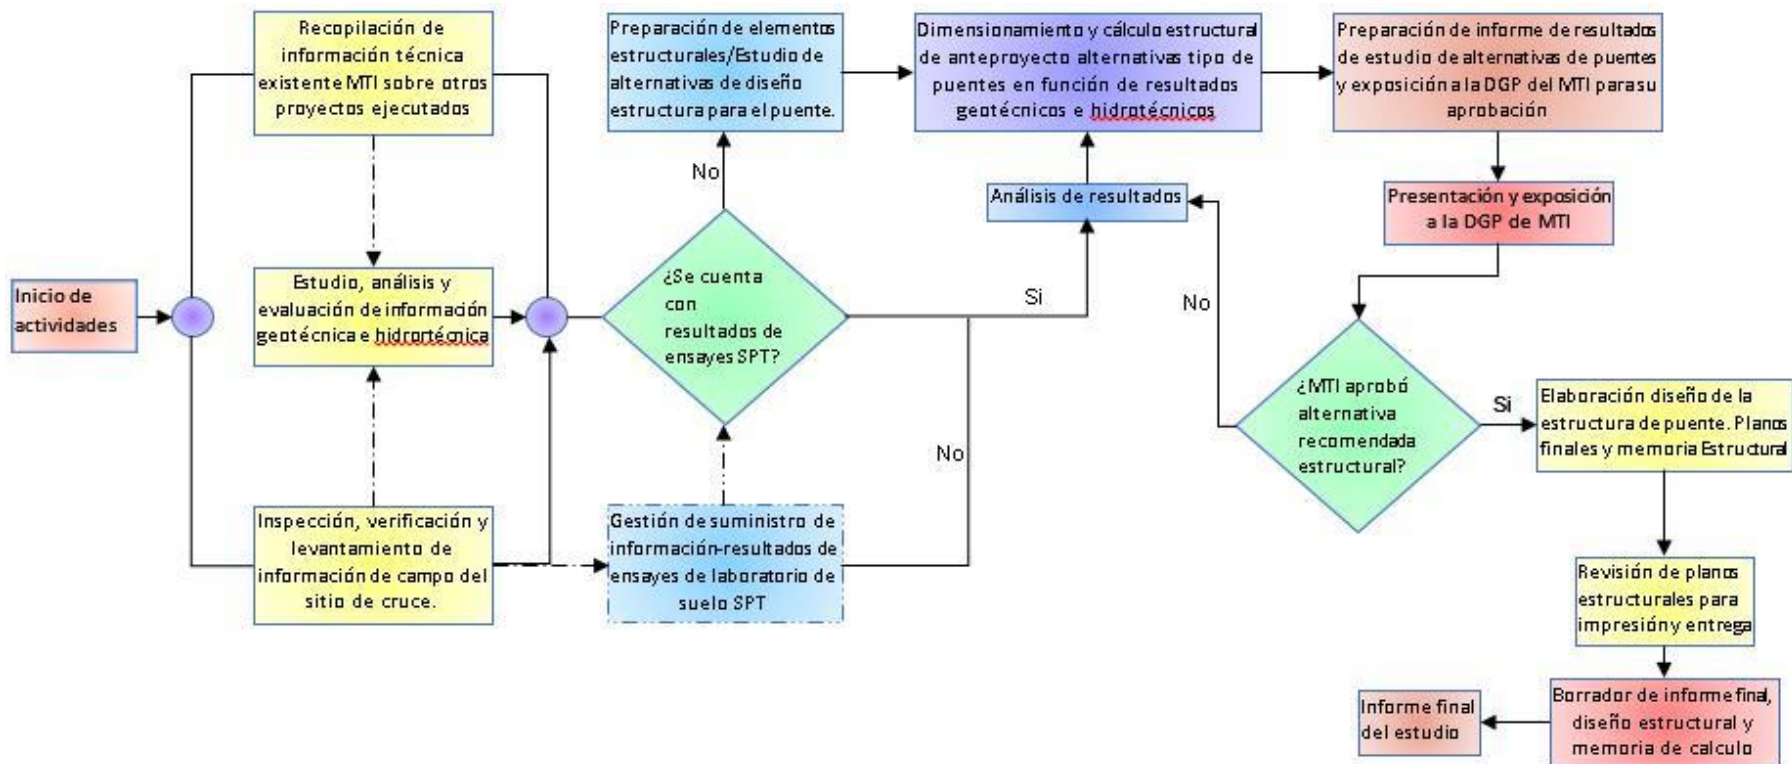 Recopilación de
información técnica
existente MTI sobre otros
proyectos ejecutados
Preparación de elementos
estructurales/Estudio de
alternativas de diseño
estructura para el puente.
Dimensionamiento y cálculo estructural
de anteproyecto alternativas tipo de
puentes en función de resultados
geotécnicos e hidrotécnicos
Preparación de informe de resultados
de estudio de alternativas de puentes
y exposición a la DGP del MTI para su
aprobación
No
Análisis de resultados
Presentación y exposición
a la DGP de MTI
Inicio de
actividades
Estudio, análisis y
evaluación de información
geotécnica e hidrortécnica
¿Se cuenta
con
resultados de
ensayes SPT?
Si
No
¿MTI aprobó
alternativa
recomendada
estructural?
Si
Elaboración diseño de la
estructura de puente. Planos
finales y memoria Estructural
No
Inspección, verificación y
levantamiento de
información de campo del
sitio de cruce.
Gestión de suministro de
información-resultados de
ensayes de laboratorio de
suelo SPT
Revisión de planos
estructurales para
impresión y entrega
Informe final
del estudio
Borrador de informe final,
diseño estructural y
memoria de calculo